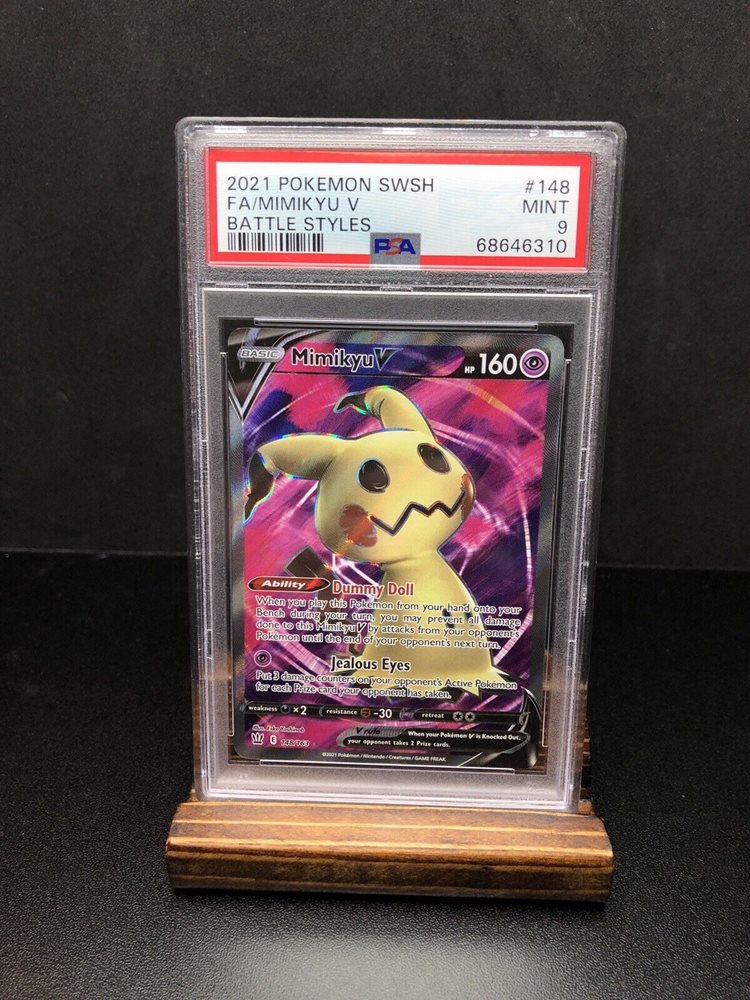 2021 POKEMON SWSH #148
FA/MIMIKYU V MINT
BATTLE STYLES 9
PSA 68646310
BASIC Mimikyu V HP 160
Ability Dummy Doll
When you play this Pokémon from your hand onto your
Bench during your turn, you may prevent all damage
done to this Mimikyu V by attacks from your opponent's
Pokémon until the end of your opponent's next turn.
Jealous Eyes
Put 3 damage counters on your opponent's Active Pokémon
for each Prize card your opponent has taken.
weakness ×2 resistance -30 retreat
Illus. Eske Yoshinob
E 148/163
V rule When your Pokémon V is Knocked Out,
your opponent takes 2 Prize cards.
©2021 Pokémon / Nintendo / Creatures / GAME FREAK